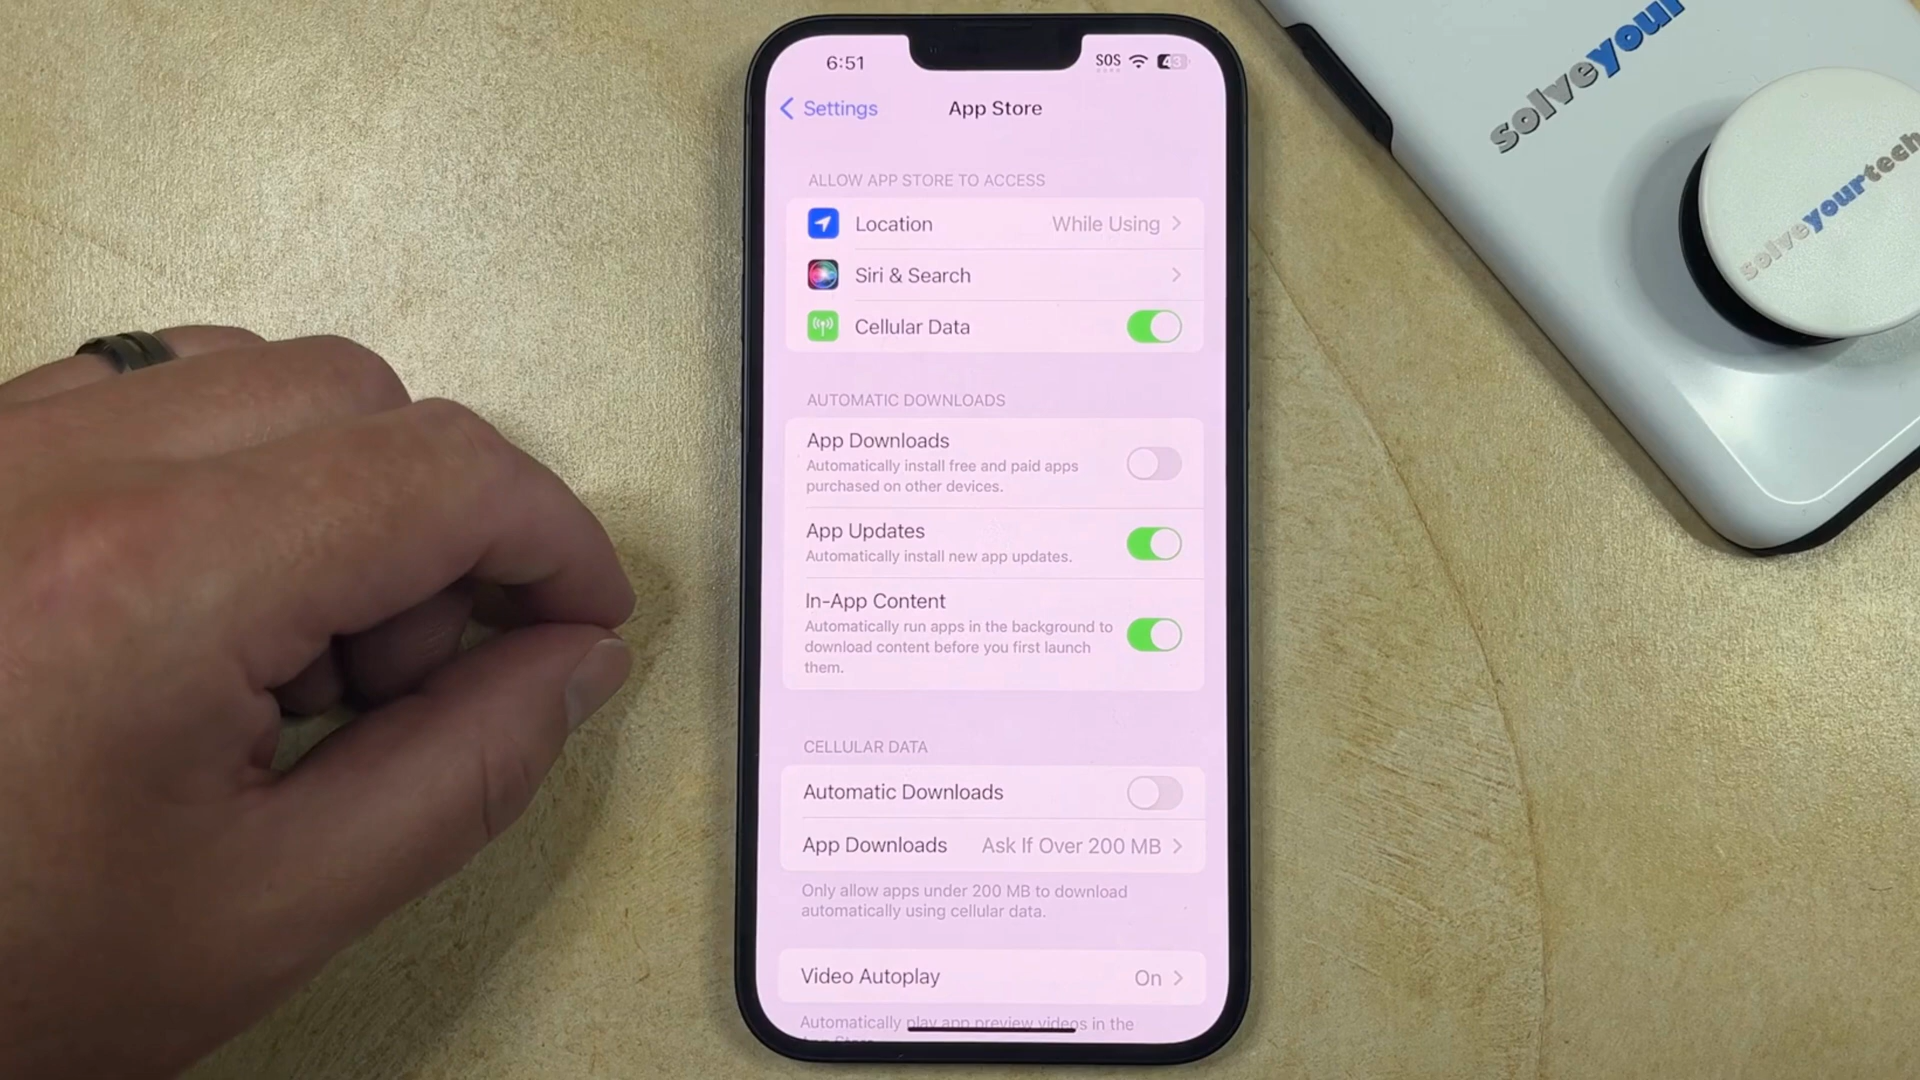 6:51
SOS
43
Settings
App Store
ALLOW APP STORE TO ACCESS
Location
While Using
Siri & Search
Cellular Data
AUTOMATIC DOWNLOADS
App Downloads
Automatically install free and paid apps
purchased on other devices.
App Updates
Automatically install new app updates.
In-App Content
Automatically run apps in the background to
download content before you first launch
them.
CELLULAR DATA
Automatic Downloads
App Downloads
Ask If Over 200 MB
Only allow apps under 200 MB to download
automatically using cellular data.
Video Autoplay
On
Automatically play app preview videos in the
App Store.
solveyour
solveyourtech